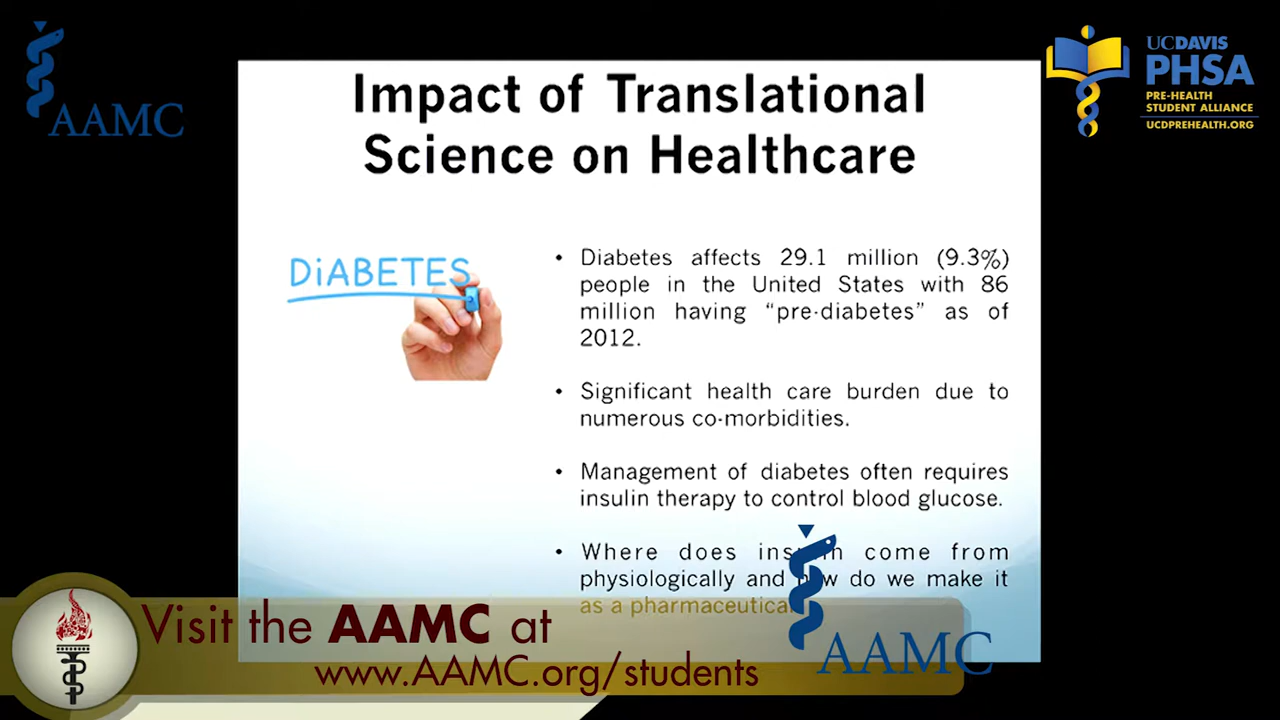 AAMC
UCDAVIS
PHSA
PRE-HEALTH
STUDENT ALLIANCE
UCDPREHEALTH.ORG
Impact of Translational
Science on Healthcare
DiABETES
• Diabetes affects 29.1 million (9.3%)
people in the United States with 86
million having “pre-diabetes” as of
2012.
• Significant health care burden due to
numerous co-morbidities.
• Management of diabetes often requires
insulin therapy to control blood glucose.
• Where does insulin come from
physiologically and how do we make it
as a pharmaceutical
Visit the AAMC at
www.AAMC.org/students
AAMC